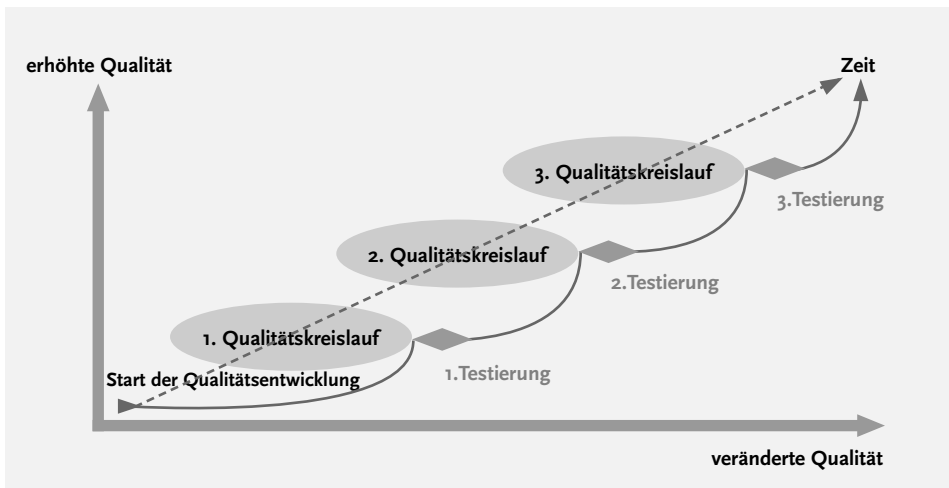 erhöhte Qualität
Zeit
3. Qualitätskreislauf
3.Testierung
2. Qualitätskreislauf
2.Testierung
1. Qualitätskreislauf
1.Testierung
Start der Qualitätsentwicklung
veränderte Qualität